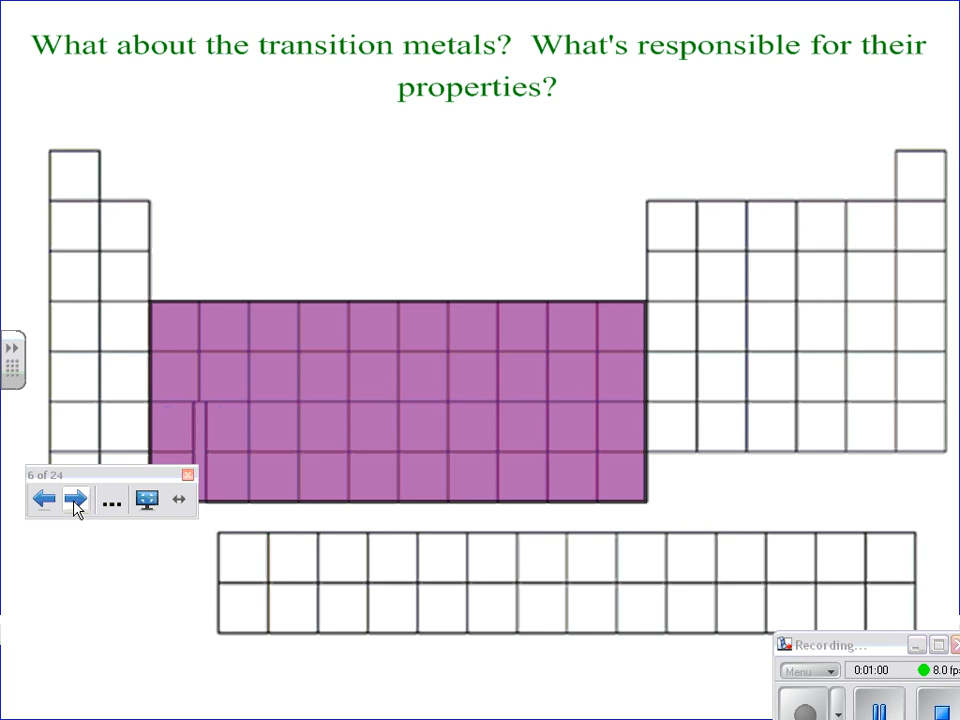 What about the transition metals? What's responsible for their
properties?
6 of 24
...
Recording...
Menu
0:01:00
8.0 fp